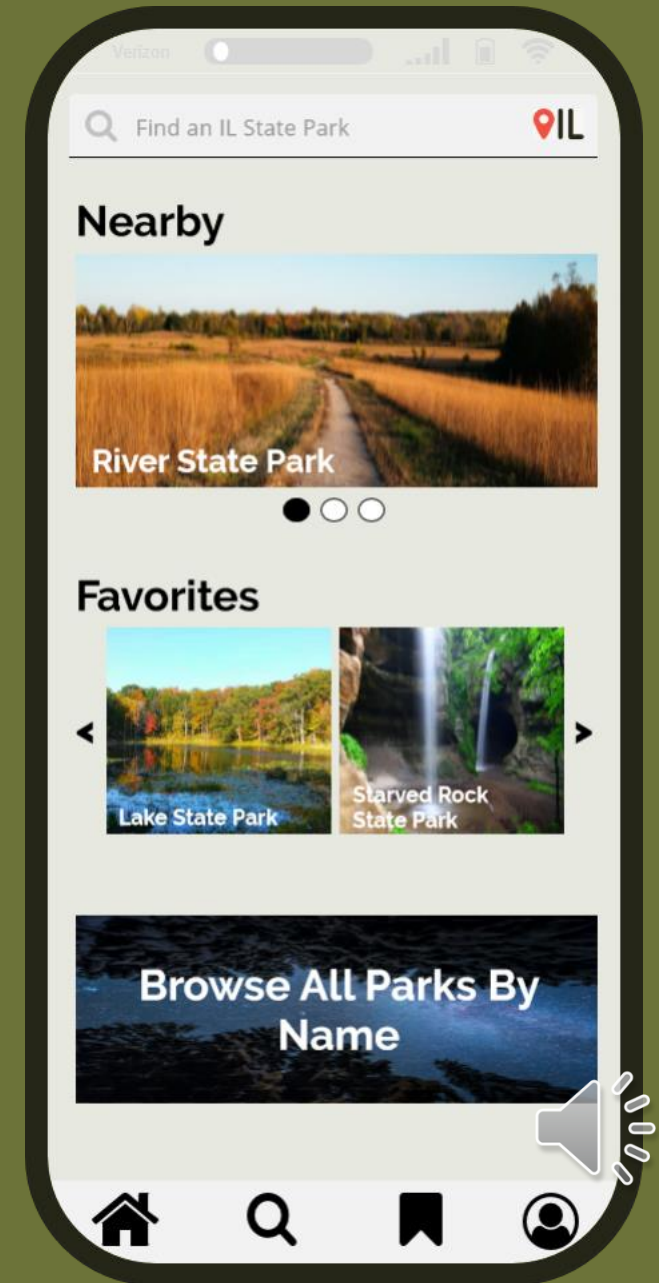 Verizon
Find an IL State Park
IL
Nearby
River State Park
Favorites
<
>
Lake State Park
Starved Rock
State Park
Browse All Parks By
Name